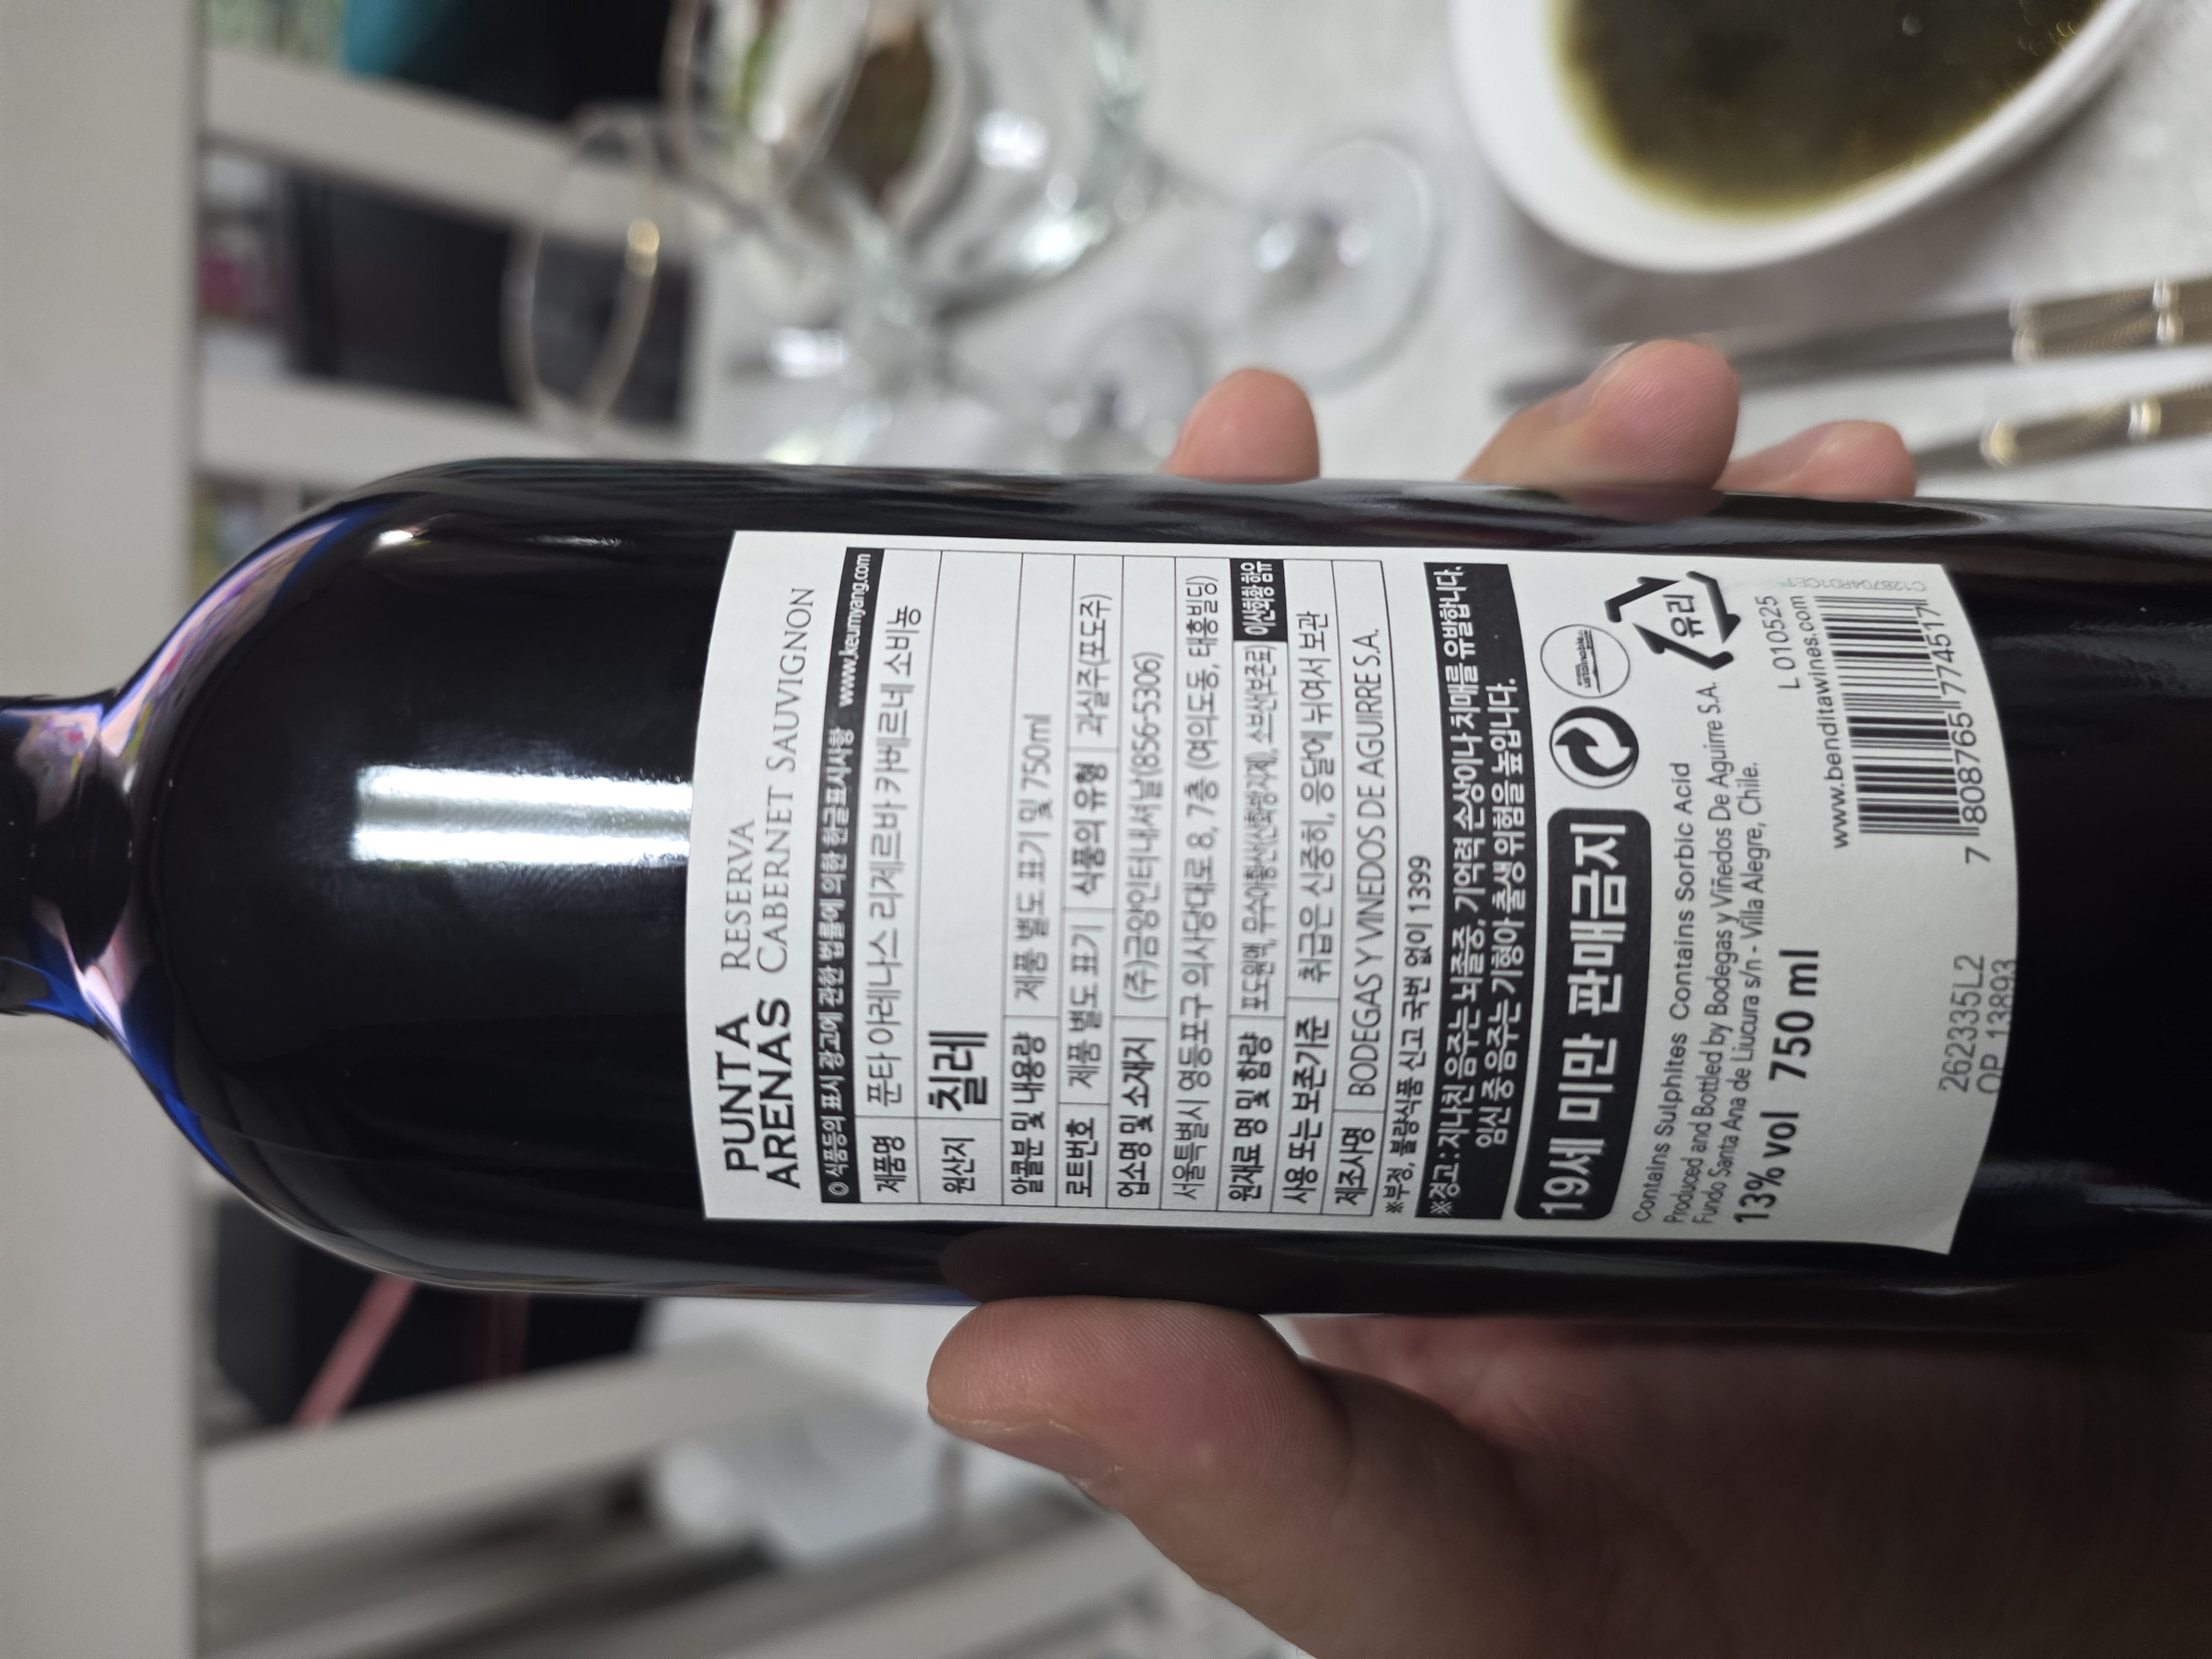 PUNTA ARENAS
RESERVA
CABERNET SAUVIGNON
◎ 식품등의 표시 광고에 관한 법률에 의한 한글표시사항 www.keumyang.com
제품명 푼타 아레나스 리제르바 카베르네 소비뇽
원산지 칠레
알콜분 및 내용량 제품 별도 표기 및 750ml
로트번호 제품 별도 표기 식품의 유형 과실주(포도주)
업소명 및 소재지 (주)금양인터내셔날(856-5306)
서울특별시 영등포구 의사당대로 8, 7층 (여의도동, 태흥빌딩)
원재료 명 및 함량 포도원액, 무수아황산(산화방지제), 소브산(보존료) 이산화황 함유
사용 또는 보존기준 취급은 신중히, 응달에 뉘여서 보관
제조사명 BODEGAS Y VINEDOS DE AGUIRRE S.A.
※부정, 불량식품 신고 국번 없이 1399
※경고 : 지나친 음주는 뇌졸중, 기억력 손상이나 치매를 유발합니다.
임신 중 음주는 기형아 출생 위험을 높입니다.
19세 미만 판매금지
유리
Contains Sulphites Contains Sorbic Acid
Produced and Bottled by Bodegas y Viñedos De Aguirre S.A.
Fundo Santa Ana de Liucura s/n - Villa Alegre, Chile.
13% vol 750 ml
L 010525
www.benditawines.com
7 808765 774517
262335L2
OP 13893